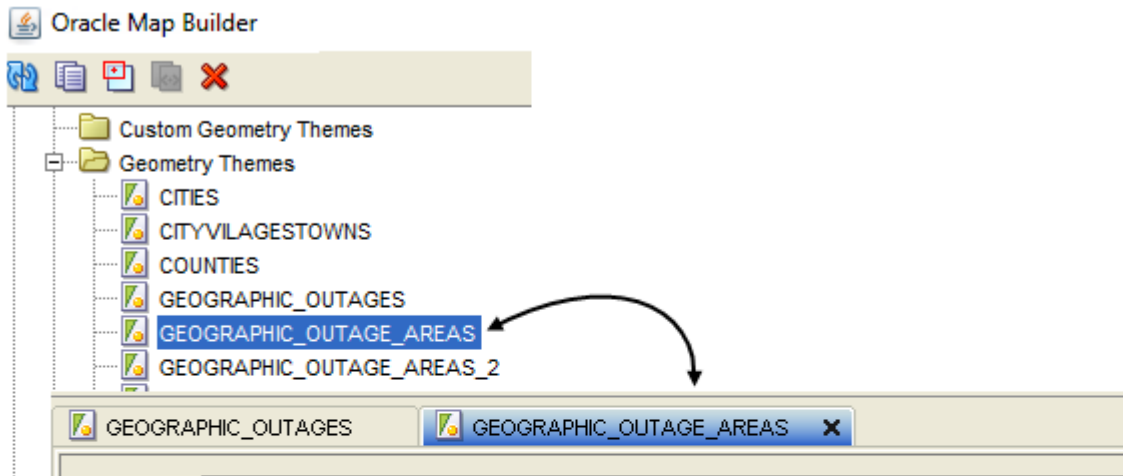 Oracle Map Builder
Custom Geometry Themes
Geometry Themes
CITIES
CITYVILAGESTOWNS
COUNTIES
GEOGRAPHIC_OUTAGES
GEOGRAPHIC_OUTAGE_AREAS
GEOGRAPHIC_OUTAGE_AREAS_2
GEOGRAPHIC_OUTAGES GEOGRAPHIC_OUTAGE_AREAS